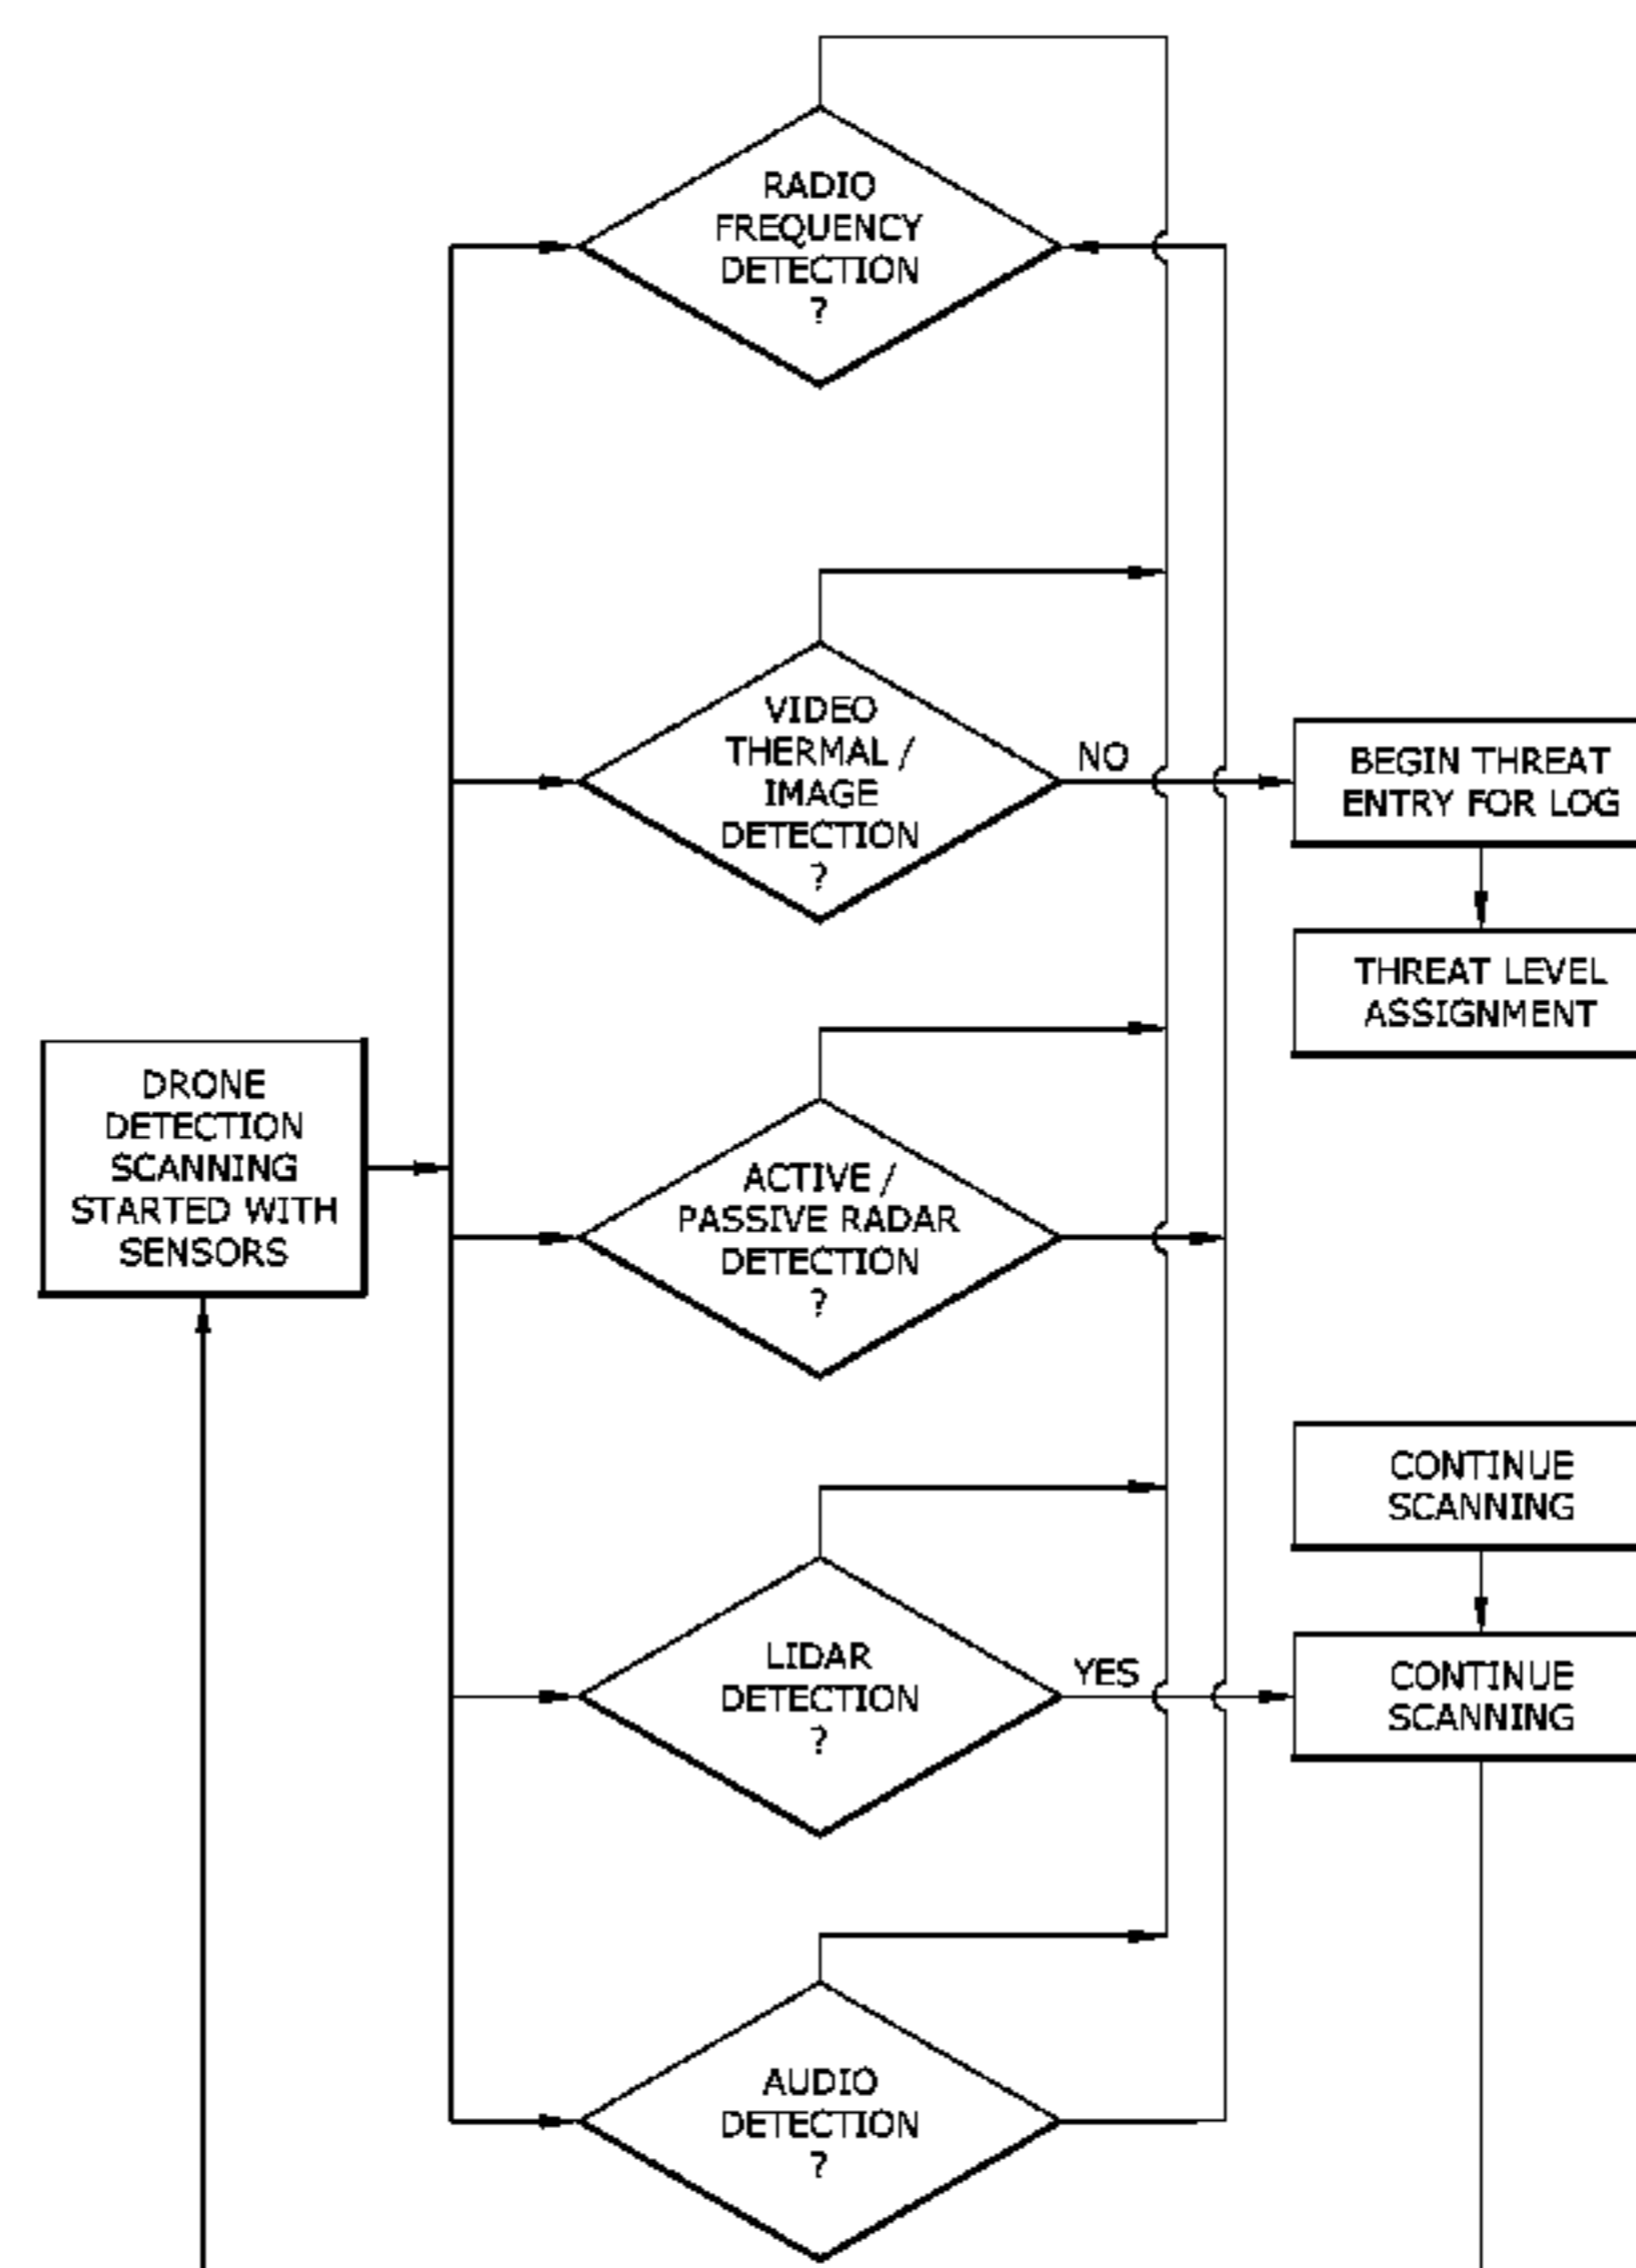 RADIO
FREQUENCY
DETECTION
?
VIDEO
THERMAL /
IMAGE
DETECTION
?
NO
BEGIN THREAT
ENTRY FOR LOG
THREAT LEVEL
ASSIGNMENT
DRONE
DETECTION
SCANNING
STARTED WITH
SENSORS
ACTIVE /
PASSIVE RADAR
DETECTION
?
CONTINUE
SCANNING
LIDAR
DETECTION
?
YES
CONTINUE
SCANNING
AUDIO
DETECTION
?